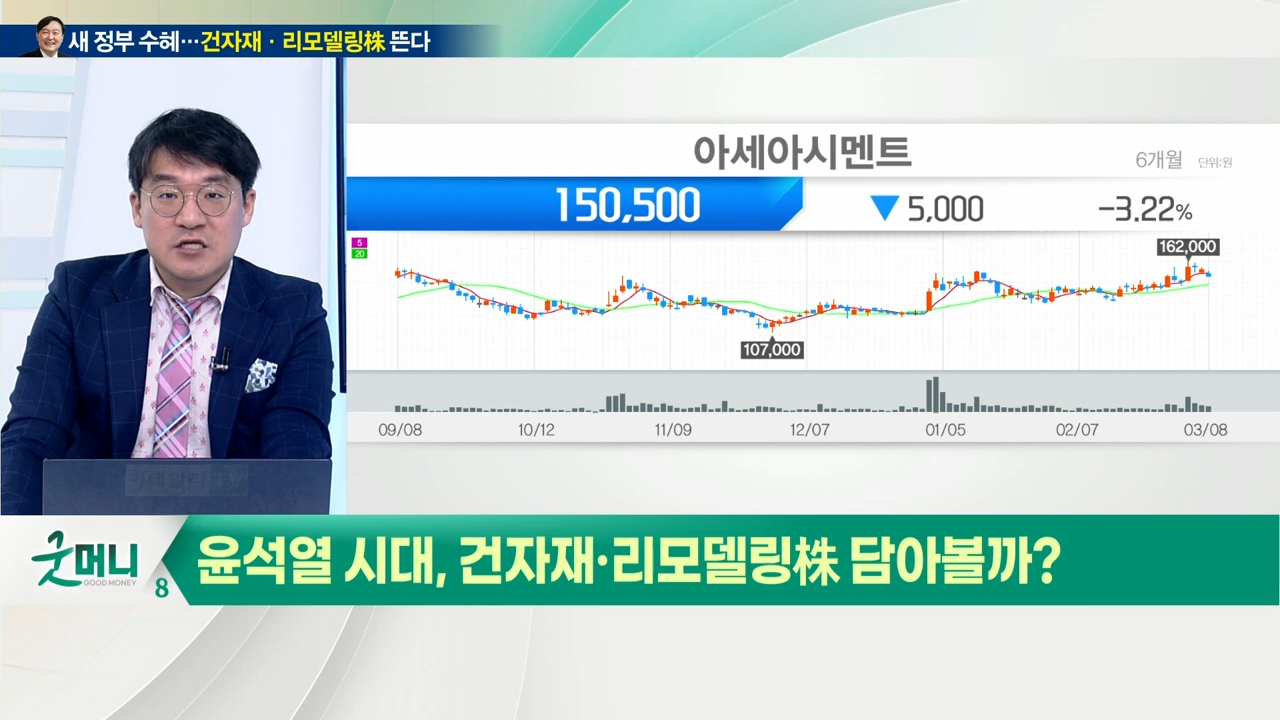 새 정부 수혜…건자재·리모델링株 뜬다
아세아시멘트
6개월 단위:원
150,500 ▼5,000 -3.22%
5
20
162,000
107,000
09/08 10/12 11/09 12/07 01/05 02/07 03/08
굿머니
GOOD MONEY
8
윤석열 시대, 건자재·리모델링株 담아볼까?